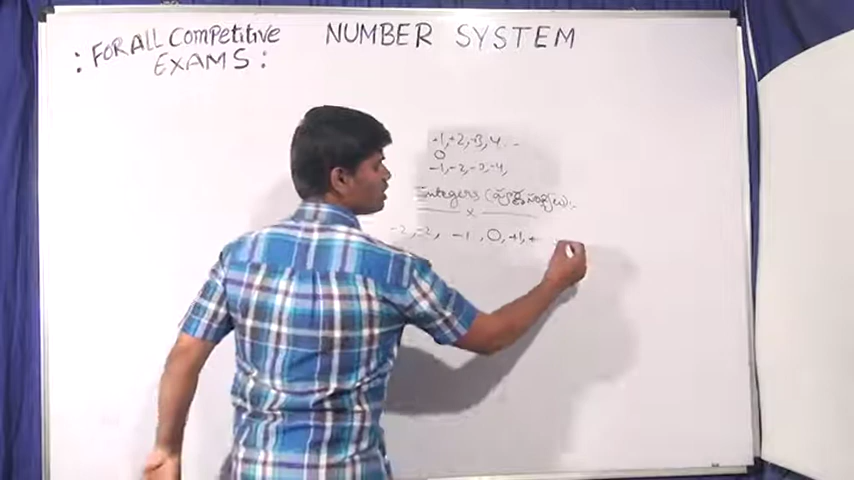 : FOR ALL COMPETITIVE EXAMS :
NUMBER SYSTEM
+1, +2, +3, 4, ..
0
-1, -2, -3, -4,
Integers (పూర్ణ సంఖ్యలు):-
x
-2, -2, -1, 0, +1, +